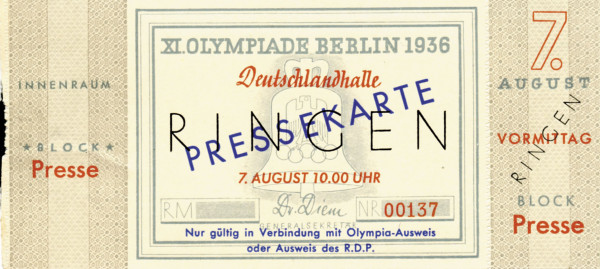 INNENRAUM
★ BLOCK ★
Presse
XI. OLYMPIADE BERLIN 1936
Deutschlandhalle
RINGEN
PRESSEKARTE
7. AUGUST 10.00 UHR
RM
Dr. Diem
GENERALSEKRETÄR
NR 00137
Nur gültig in Verbindung mit Olympia-Ausweis
oder Ausweis des R.D.P.
7.
AUGUST
VORMITTAG
RINGEN
BLOCK
Presse